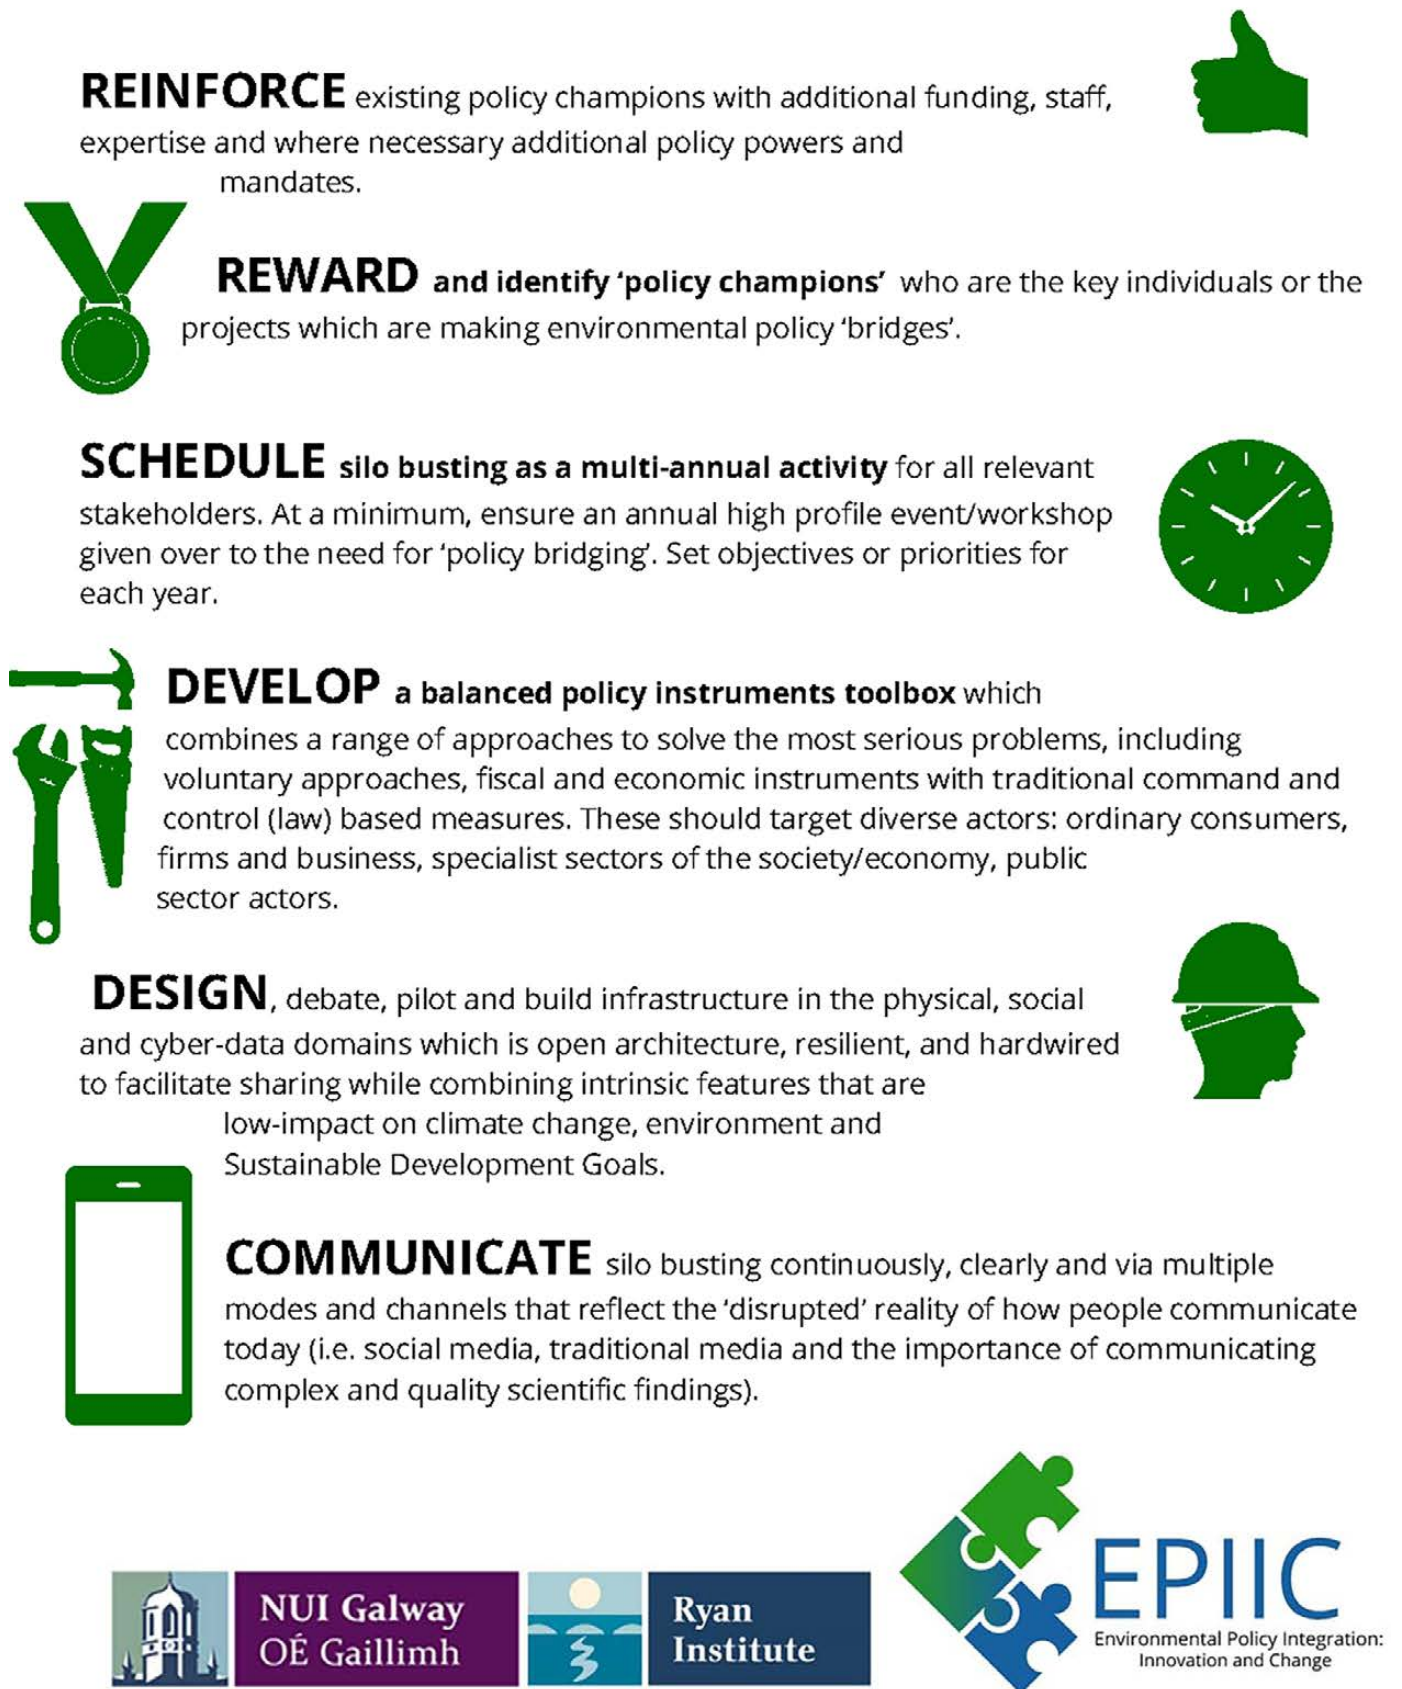 REINFORCE existing policy champions with additional funding, staff,
expertise and where necessary additional policy powers and
mandates.
REWARD and identify ‘policy champions’ who are the key individuals or the
projects which are making environmental policy ‘bridges’.
SCHEDULE silo busting as a multi-annual activity for all relevant
stakeholders. At a minimum, ensure an annual high profile event/workshop
given over to the need for ‘policy bridging’. Set objectives or priorities for
each year.
DEVELOP a balanced policy instruments toolbox which
combines a range of approaches to solve the most serious problems, including
voluntary approaches, fiscal and economic instruments with traditional command and
control (law) based measures. These should target diverse actors: ordinary consumers,
firms and business, specialist sectors of the society/economy, public
sector actors.
DESIGN, debate, pilot and build infrastructure in the physical, social
and cyber-data domains which is open architecture, resilient, and hardwired
to facilitate sharing while combining intrinsic features that are
low-impact on climate change, environment and
Sustainable Development Goals.
COMMUNICATE silo busting continuously, clearly and via multiple
modes and channels that reflect the ‘disrupted’ reality of how people communicate
today (i.e. social media, traditional media and the importance of communicating
complex and quality scientific findings).
NUI Galway
OÉ Gaillimh
Ryan
Institute
EPIIC
Environmental Policy Integration:
Innovation and Change